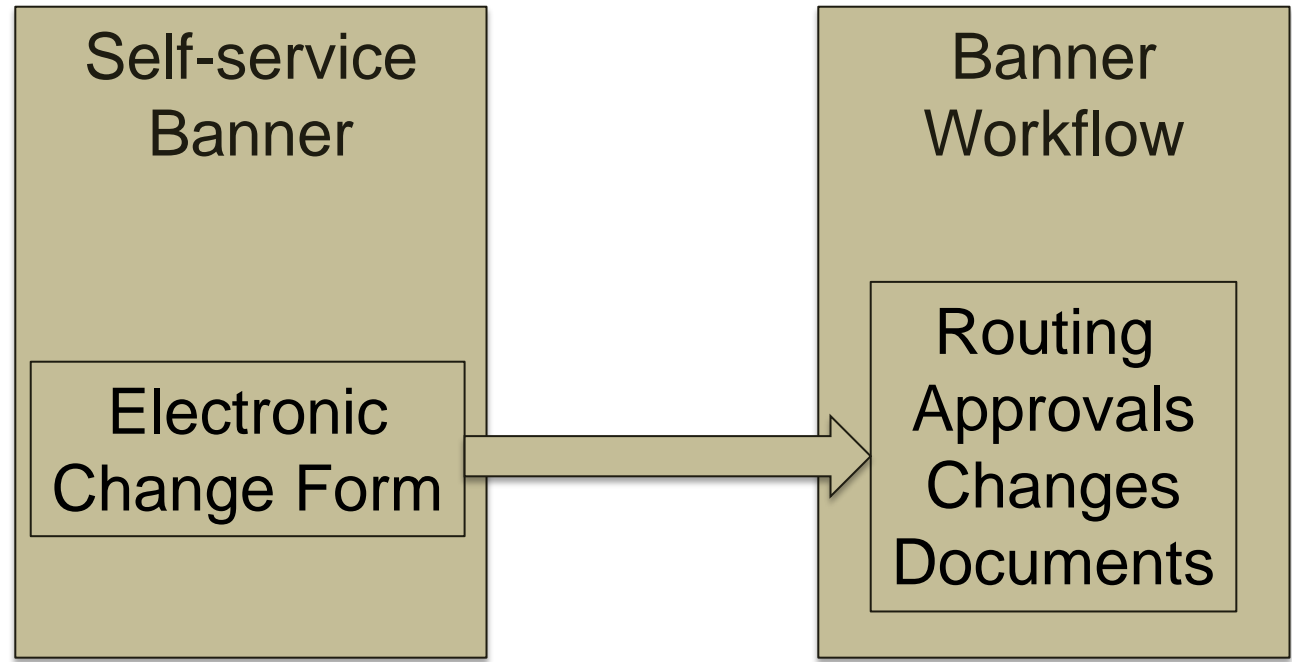 Self-service
Banner
Electronic
Change Form
Banner
Workflow
Routing
Approvals
Changes
Documents